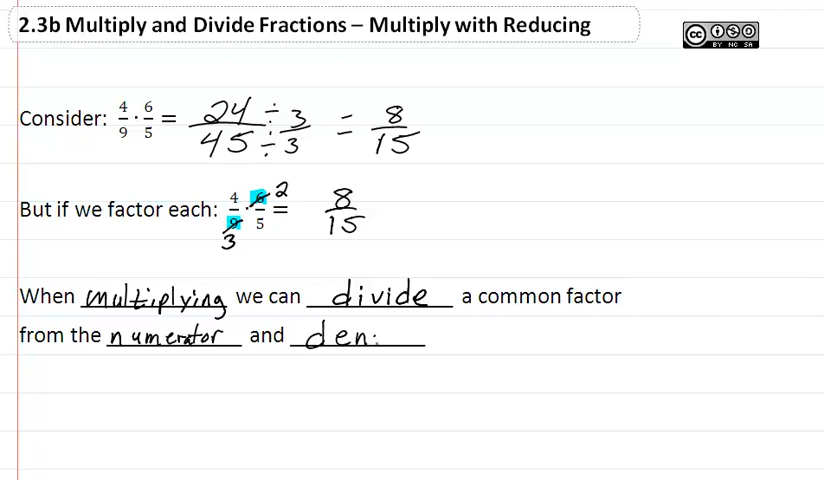 2.3b Multiply and Divide Fractions – Multiply with Reducing
cc BY NC SA
Consider: 4/9 · 6/5 = 24/45 ÷ 3/÷ 3 = 8/15
But if we factor each: 4/9 · 6/5 = 8/15
2
3
When multiplying we can divide a common factor
from the numerator and deni